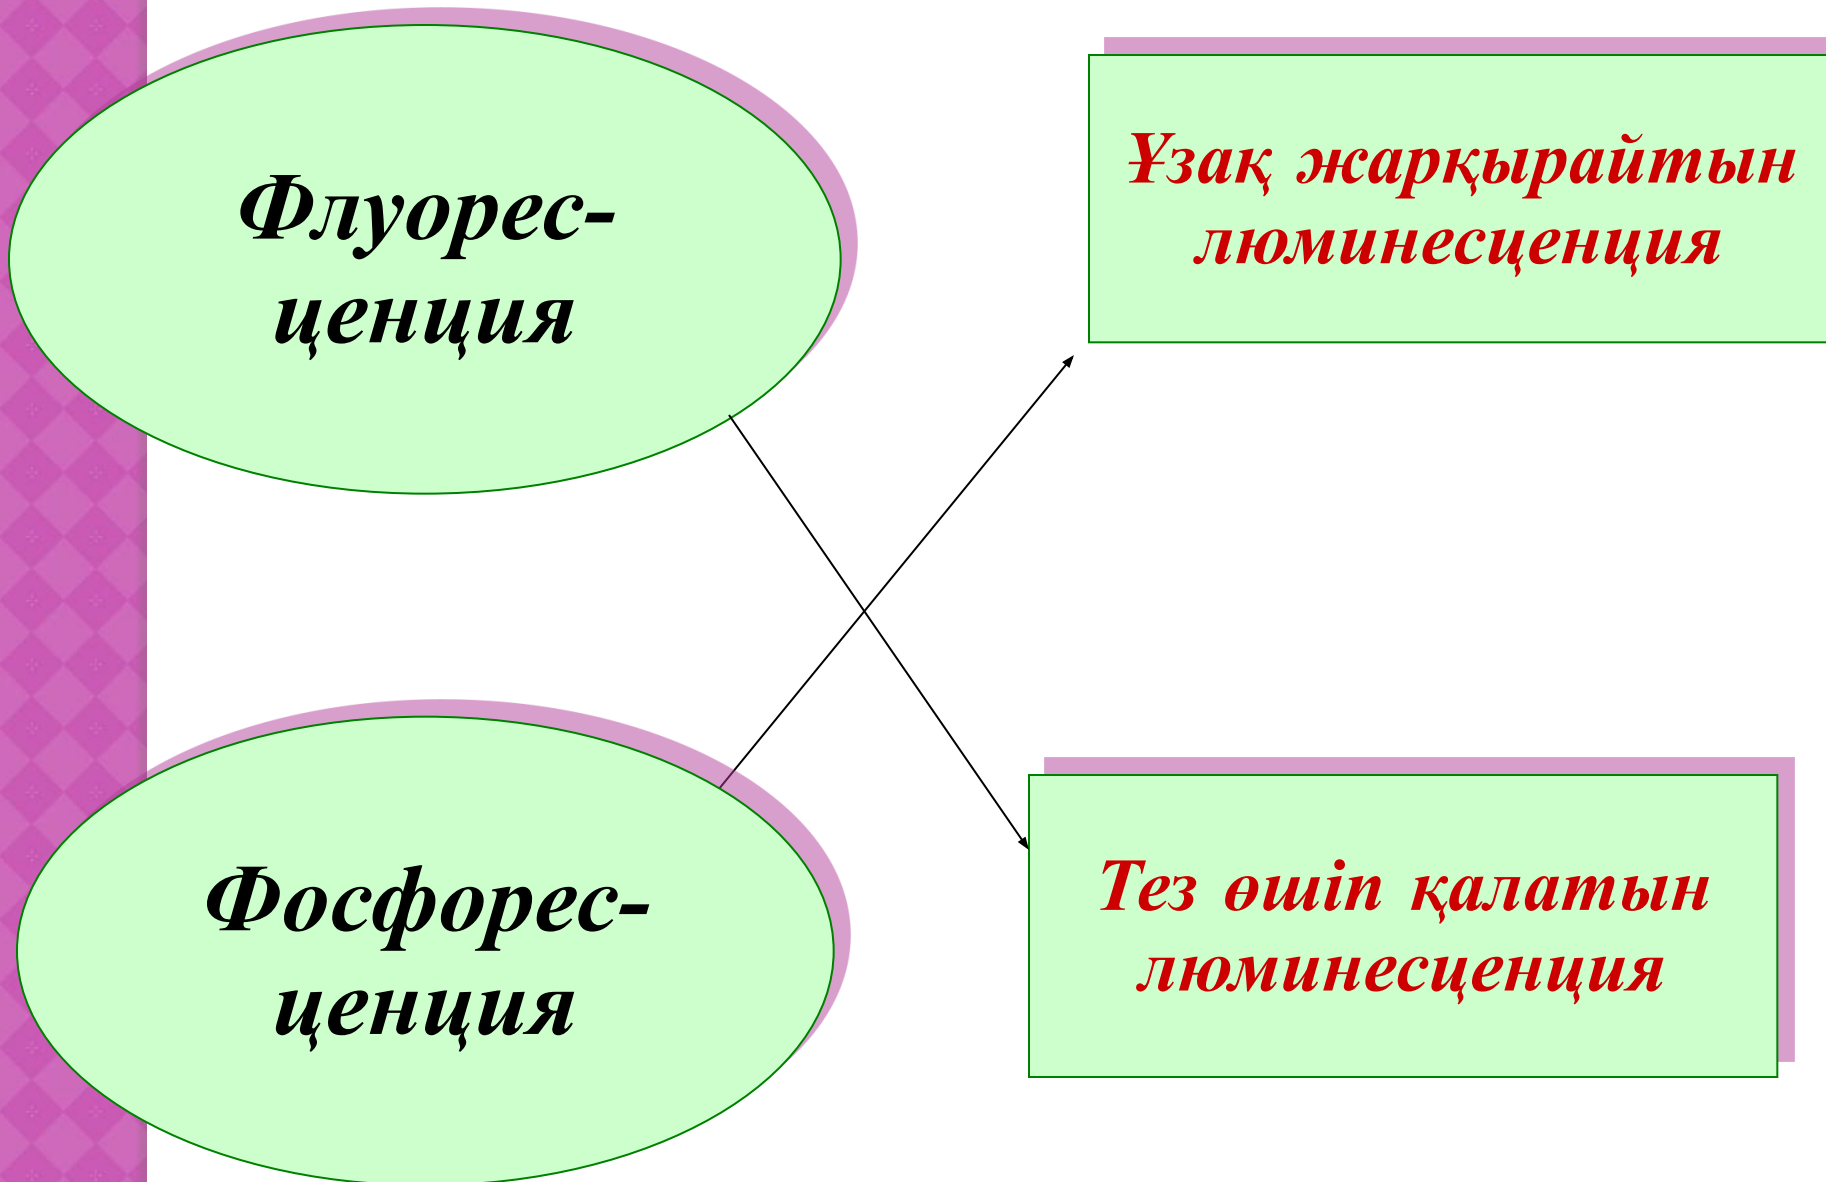 Флуорес-
ценция
Ұзақ жарқырайтын
люминесценция
Фосфорес-
ценция
Тез өшіп қалатын
люминесценция